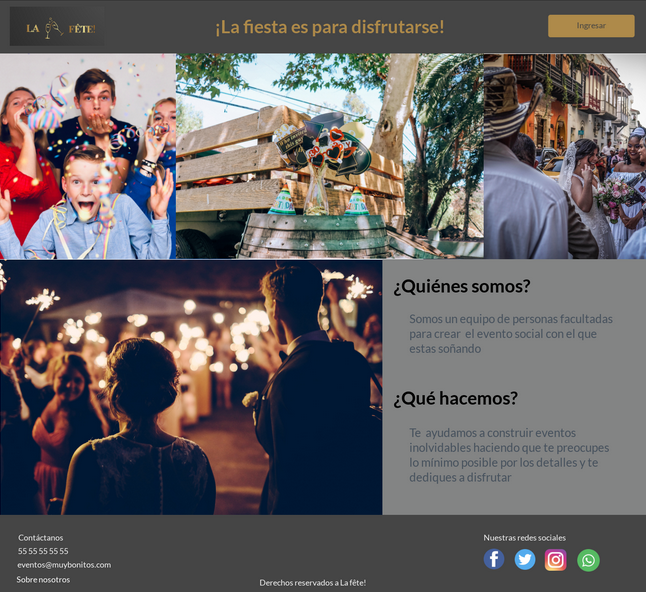 LA FÊTE!
¡La fiesta es para disfrutarse!
Ingresar
¿Quiénes somos?
Somos un equipo de personas facultadas
para crear el evento social con el que
estas soñando
¿Qué hacemos?
Te ayudamos a construir eventos
inolvidables haciendo que te preocupes
lo mínimo posible por los detalles y te
dediques a disfrutar
Contáctanos
55 55 55 55 55
eventos@muybonitos.com
Sobre nosotros
Derechos reservados a La fête!
Nuestras redes sociales